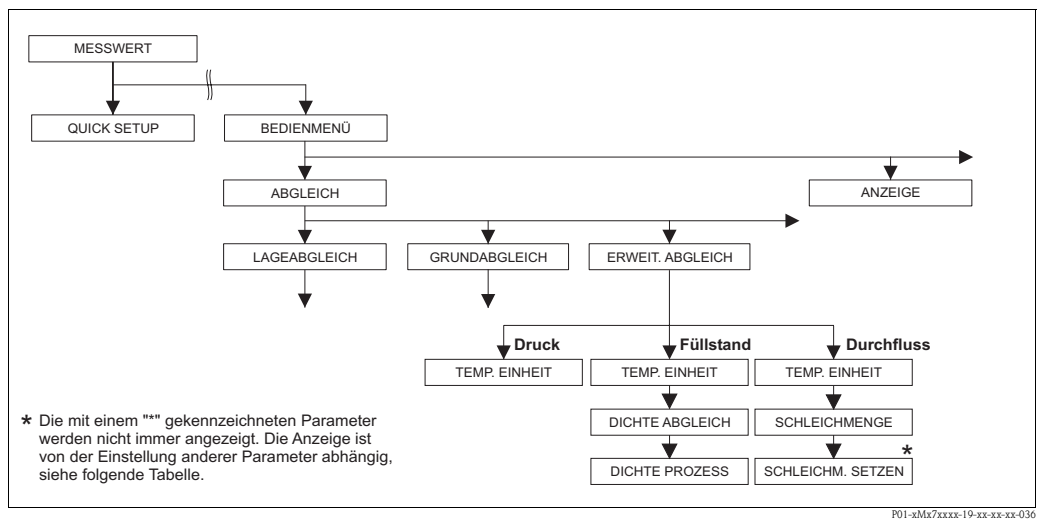 MESSWERT
QUICK SETUP
BEDIENMENÜ
ABGLEICH
ANZEIGE
LAGEABGLEICH
GRUNDABGLEICH
ERWEIT. ABGLEICH
Druck
Füllstand
Durchfluss
TEMP. EINHEIT
TEMP. EINHEIT
TEMP. EINHEIT
DICHTE ABGLEICH
SCHLEICHMENGE
*
DICHTE PROZESS
SCHLEICHM. SETZEN
* Die mit einem "*" gekennzeichneten Parameter
werden nicht immer angezeigt. Die Anzeige ist
von der Einstellung anderer Parameter abhängig,
siehe folgende Tabelle.
P01-xMx7xxxx-19-xx-xx-xx-036